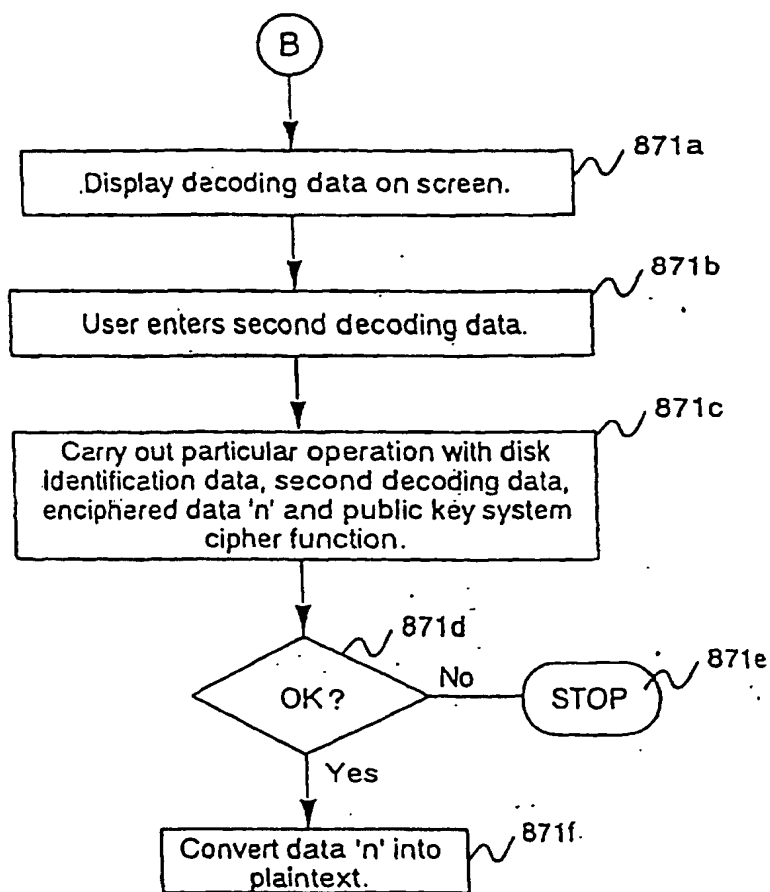 B
871a
Display decoding data on screen.
871b
User enters second decoding data.
871c
Carry out particular operation with disk
identification data, second decoding data,
enciphered data 'n' and public key system
cipher function.
871d
OK?
No
871e
STOP
Yes
871f
Convert data 'n' into
plaintext.